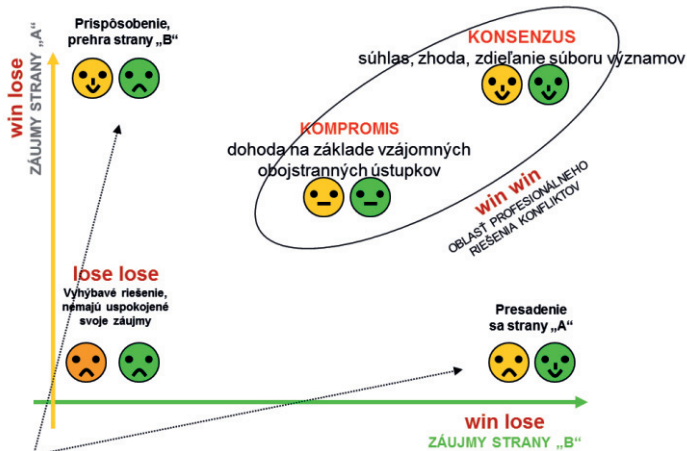 Prispôsobenie,
prehra strany „B“
KONSENZUS
súhlas, zhoda, zdieľanie súboru významov
win lose
ZÁUJMY STRANY „A“
KOMPROMIS
dohoda na základe vzájomných
obojstranných ústupkov
win win
OBLASŤ PROFESIONÁLNEHO
RIEŠENIA KONFLIKTOV
lose lose
Vyhýbavé riešenie,
nemajú uspokojené
svoje záujmy
Presadenie
sa strany „A“
win lose
ZÁUJMY STRANY „B“